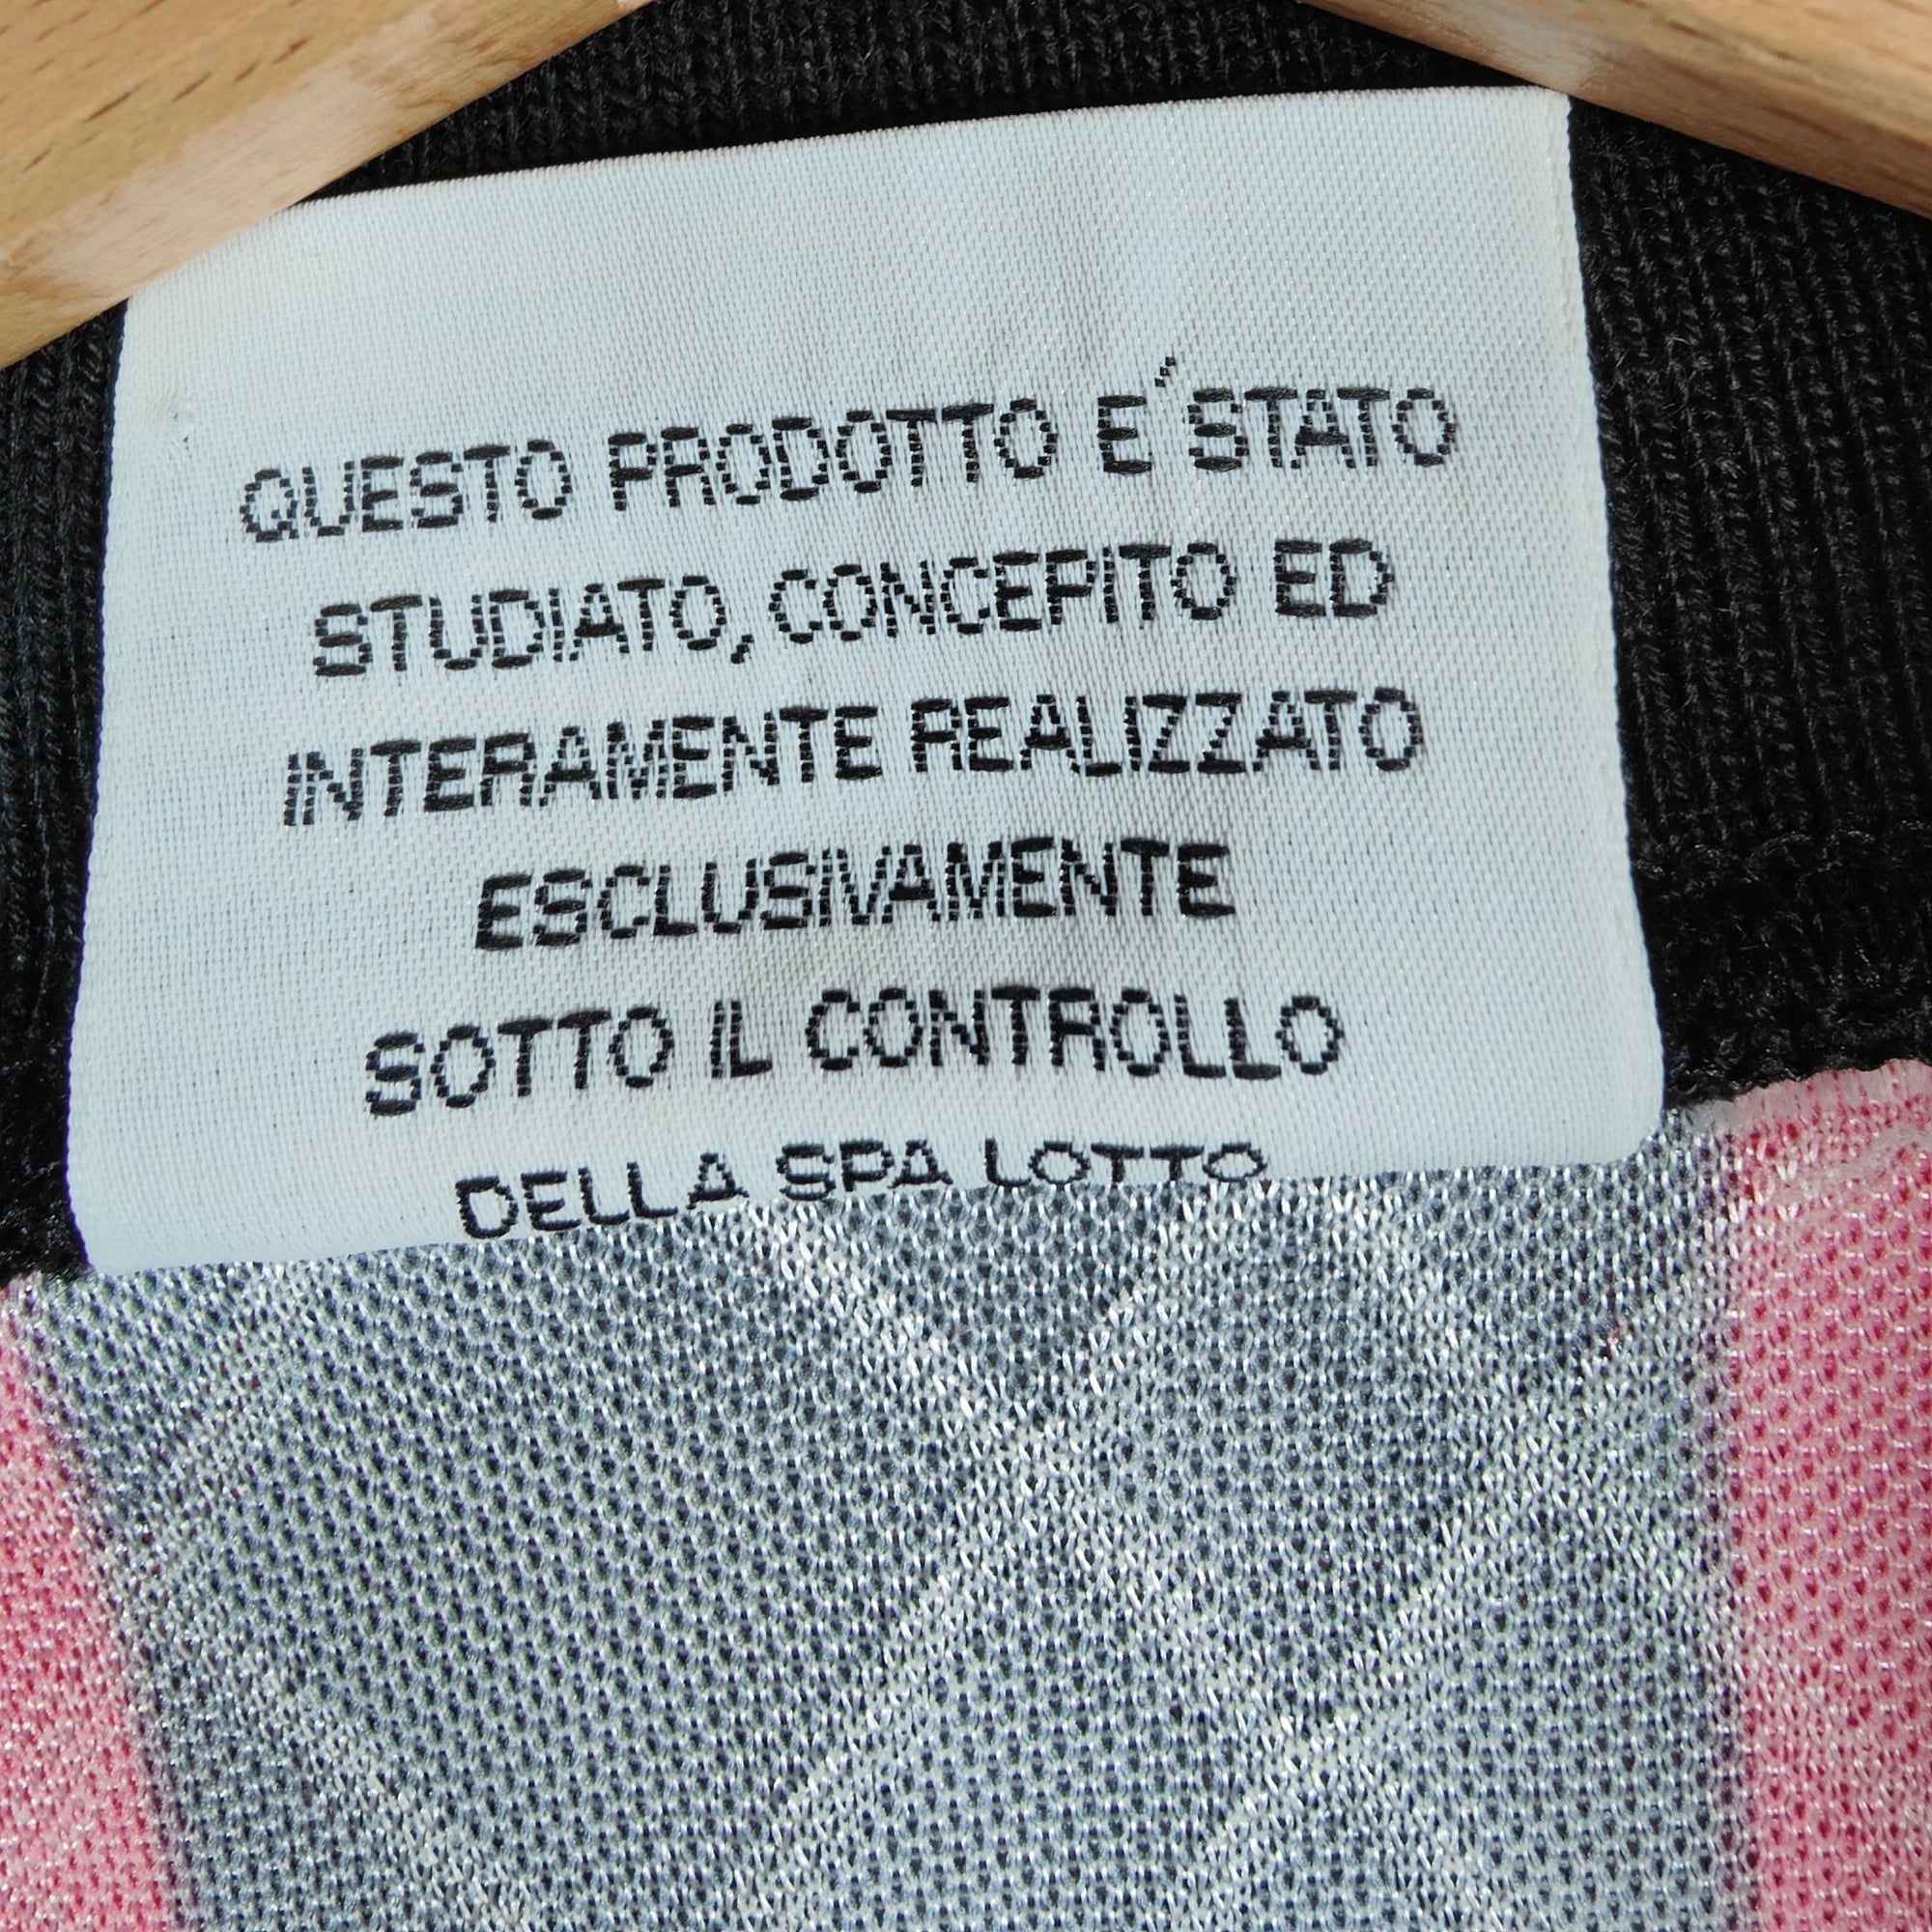 QUESTO PRODOTTO E´STATO
STUDIATO, CONCEPITO ED
INTERAMENTE REALIZZATO
ESCLUSIVAMENTE
SOTTO IL CONTROLLO
DELLA SPA LOTTO